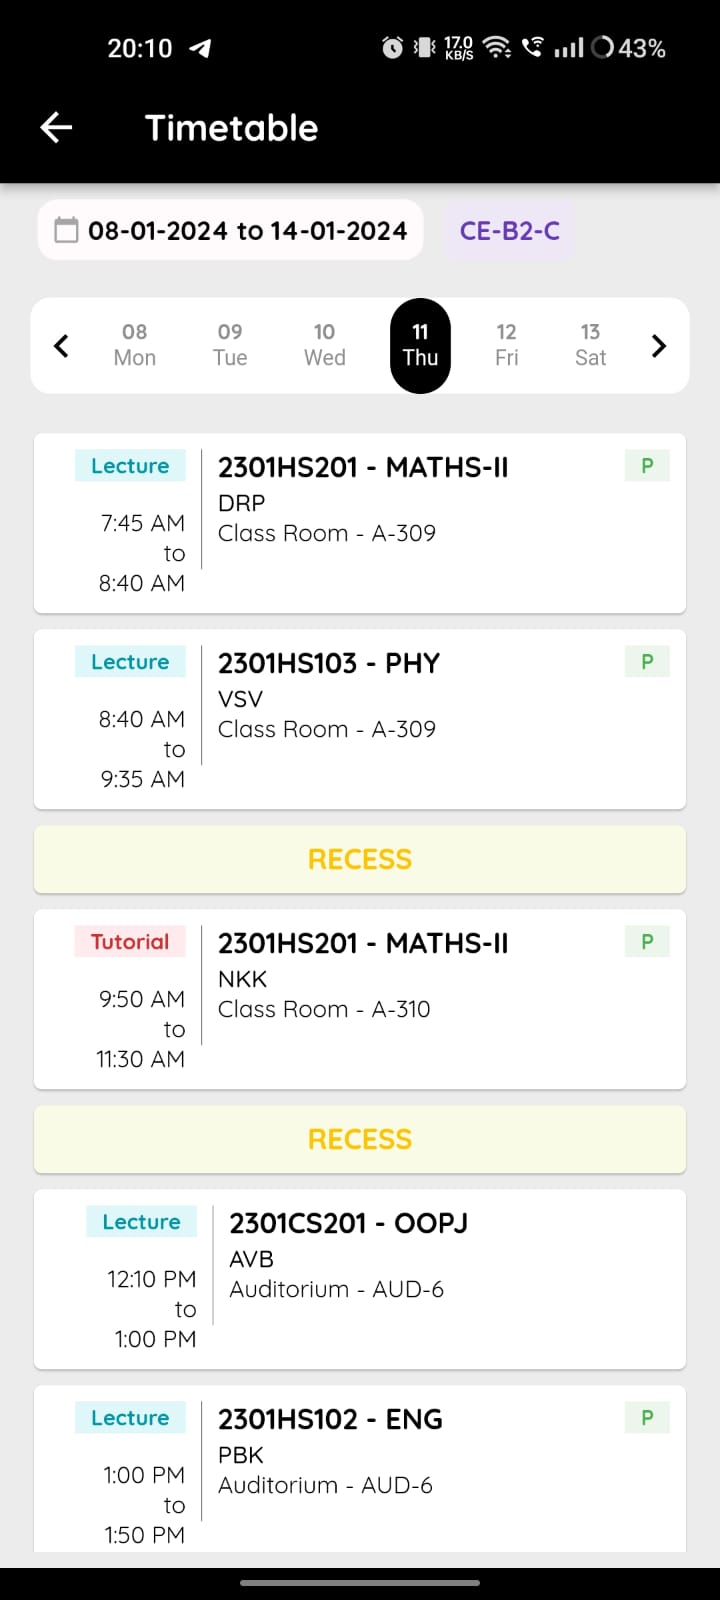 20:10
17.0
KB/S
43%
Timetable
08-01-2024 to 14-01-2024
CE-B2-C
08 09 10 11 12 13
Mon Tue Wed Thu Fri Sat
Lecture
2301HS201 - MATHS-II
P
DRP
7:45 AM
Class Room - A-309
to
8:40 AM
Lecture
2301HS103 - PHY
P
VSV
8:40 AM
Class Room - A-309
to
9:35 AM
RECESS
Tutorial
2301HS201 - MATHS-II
P
NKK
9:50 AM
Class Room - A-310
to
11:30 AM
RECESS
Lecture
2301CS201 - OOPJ
AVB
12:10 PM
Auditorium - AUD-6
to
1:00 PM
Lecture
2301HS102 - ENG
P
PBK
1:00 PM
Auditorium - AUD-6
to
1:50 PM